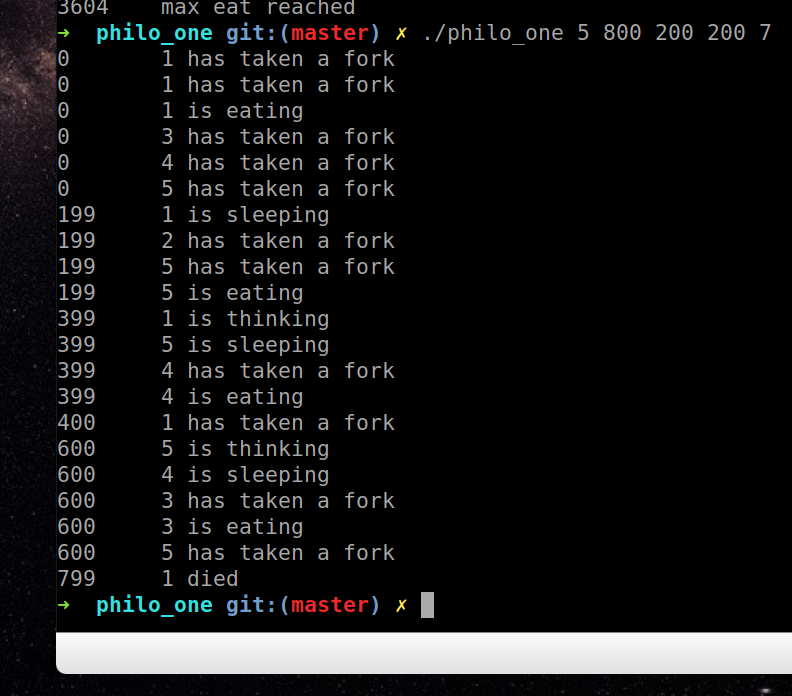 3604    max eat reached
➜  philo_one git:(master) ✗ ./philo_one 5 800 200 200 7
0       1 has taken a fork
0       1 has taken a fork
0       1 is eating
0       3 has taken a fork
0       4 has taken a fork
0       5 has taken a fork
199     1 is sleeping
199     2 has taken a fork
199     5 has taken a fork
199     5 is eating
399     1 is thinking
399     5 is sleeping
399     4 has taken a fork
399     4 is eating
400     1 has taken a fork
600     5 is thinking
600     4 is sleeping
600     3 has taken a fork
600     3 is eating
600     5 has taken a fork
799     1 died
➜  philo_one git:(master) ✗